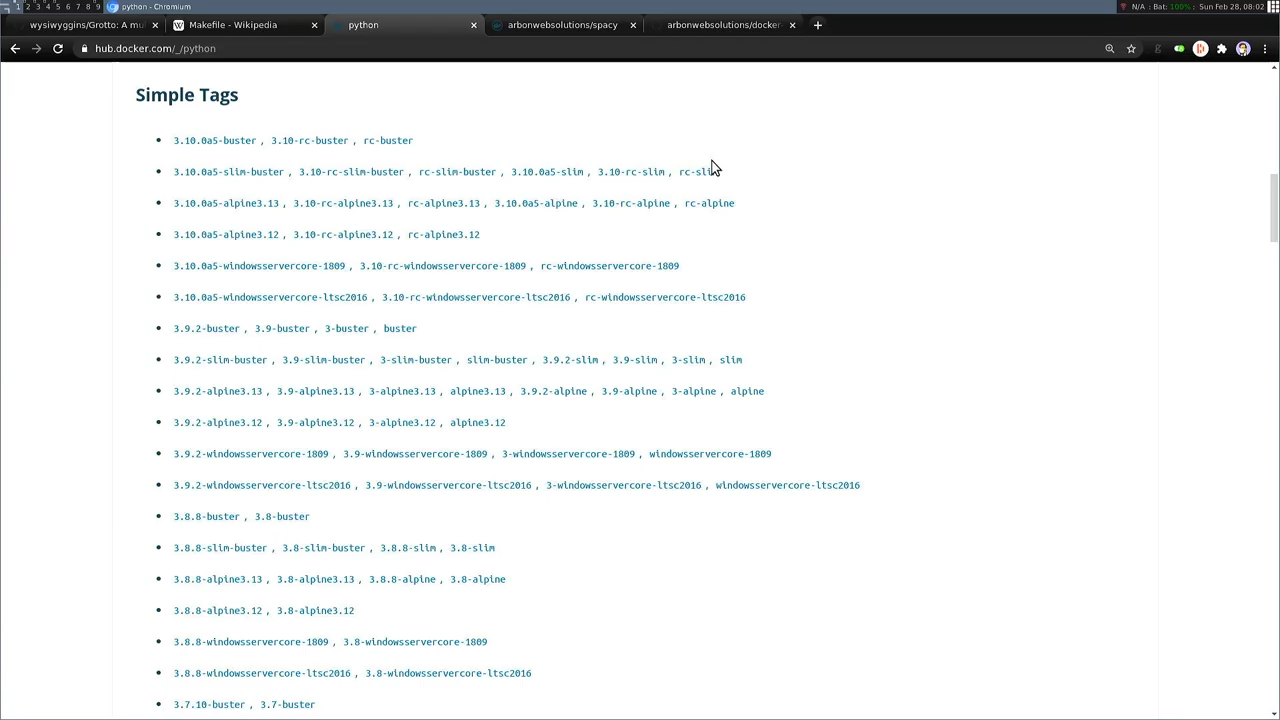 1 2 3 4 5 6 7 8 9 python - Chromium N/A : Bat: 100% : Sun Feb 28, 08:02
wysiwyggins/Grotto: A mu Makefile - Wikipedia python arbonwebsolutions/spacy arbonwebsolutions/docker
hub.docker.com/_/python
Simple Tags
3.10.0a5-buster , 3.10-rc-buster , rc-buster
3.10.0a5-slim-buster , 3.10-rc-slim-buster , rc-slim-buster , 3.10.0a5-slim , 3.10-rc-slim , rc-slim
3.10.0a5-alpine3.13 , 3.10-rc-alpine3.13 , rc-alpine3.13 , 3.10.0a5-alpine , 3.10-rc-alpine , rc-alpine
3.10.0a5-alpine3.12 , 3.10-rc-alpine3.12 , rc-alpine3.12
3.10.0a5-windowsservercore-1809 , 3.10-rc-windowsservercore-1809 , rc-windowsservercore-1809
3.10.0a5-windowsservercore-ltsc2016 , 3.10-rc-windowsservercore-ltsc2016 , rc-windowsservercore-ltsc2016
3.9.2-buster , 3.9-buster , 3-buster , buster
3.9.2-slim-buster , 3.9-slim-buster , 3-slim-buster , slim-buster , 3.9.2-slim , 3.9-slim , 3-slim , slim
3.9.2-alpine3.13 , 3.9-alpine3.13 , 3-alpine3.13 , alpine3.13 , 3.9.2-alpine , 3.9-alpine , 3-alpine , alpine
3.9.2-alpine3.12 , 3.9-alpine3.12 , 3-alpine3.12 , alpine3.12
3.9.2-windowsservercore-1809 , 3.9-windowsservercore-1809 , 3-windowsservercore-1809 , windowsservercore-1809
3.9.2-windowsservercore-ltsc2016 , 3.9-windowsservercore-ltsc2016 , 3-windowsservercore-ltsc2016 , windowsservercore-ltsc2016
3.8.8-buster , 3.8-buster
3.8.8-slim-buster , 3.8-slim-buster , 3.8.8-slim , 3.8-slim
3.8.8-alpine3.13 , 3.8-alpine3.13 , 3.8.8-alpine , 3.8-alpine
3.8.8-alpine3.12 , 3.8-alpine3.12
3.8.8-windowsservercore-1809 , 3.8-windowsservercore-1809
3.8.8-windowsservercore-ltsc2016 , 3.8-windowsservercore-ltsc2016
3.7.10-buster , 3.7-buster